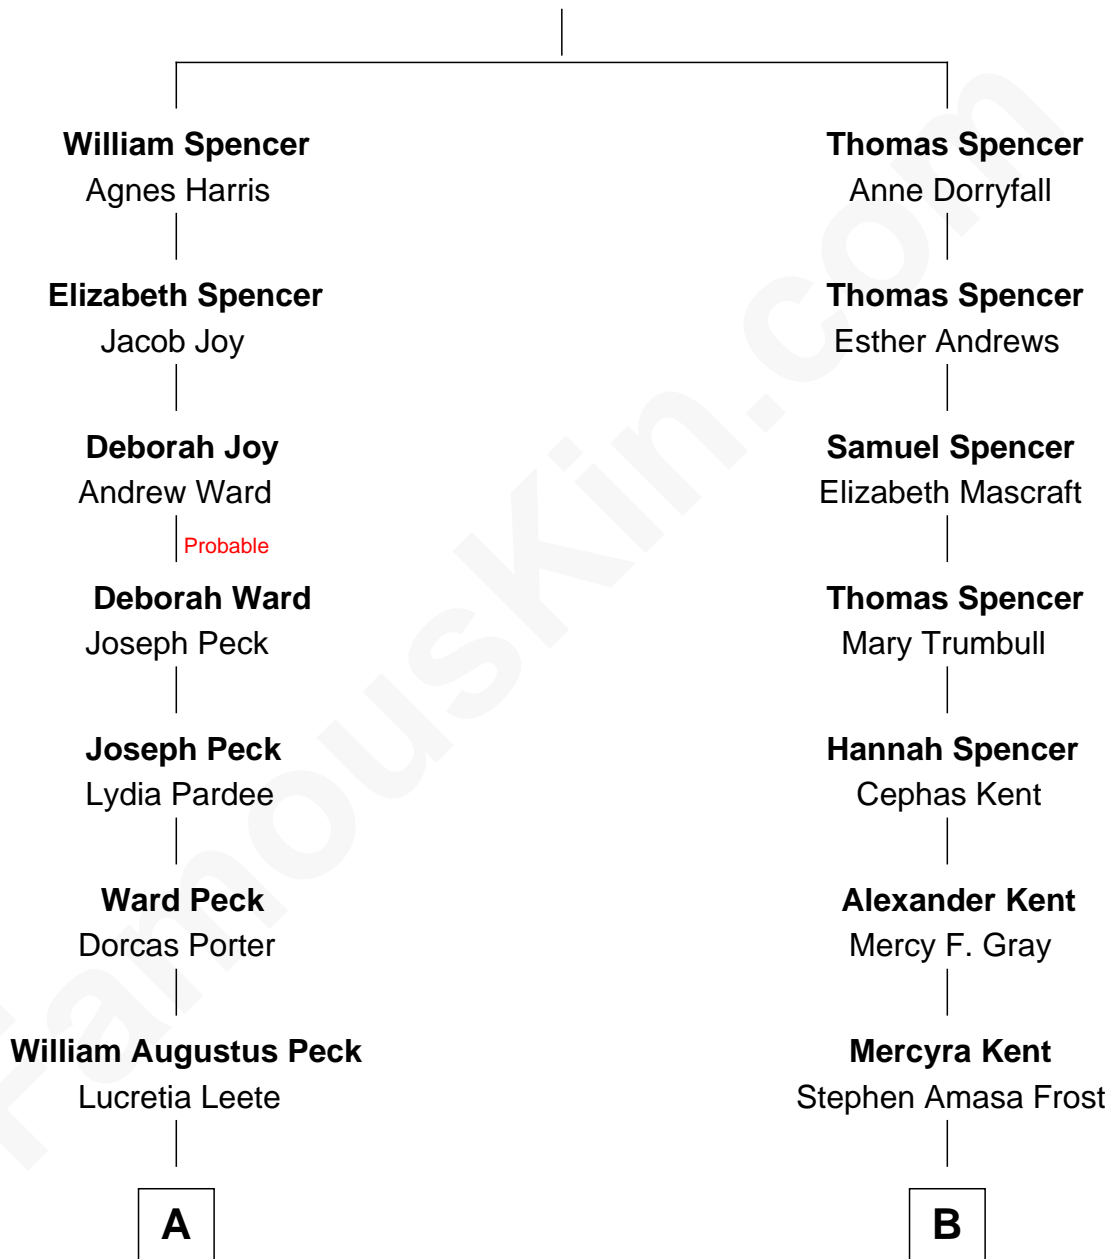 William Spencer
Agnes Harris
Thomas Spencer
Anne Dorryfall
Elizabeth Spencer
Jacob Joy
Thomas Spencer
Esther Andrews
Deborah Joy
Andrew Ward
Samuel Spencer
Elizabeth Mascraft
Probable
Deborah Ward
Joseph Peck
Thomas Spencer
Mary Trumbull
Joseph Peck
Lydia Pardee
Hannah Spencer
Cephas Kent
Ward Peck
Dorcas Porter
Alexander Kent
Mercy F. Gray
William Augustus Peck
Lucretia Leete
Mercyra Kent
Stephen Amasa Frost
A
B
FamousKin.com